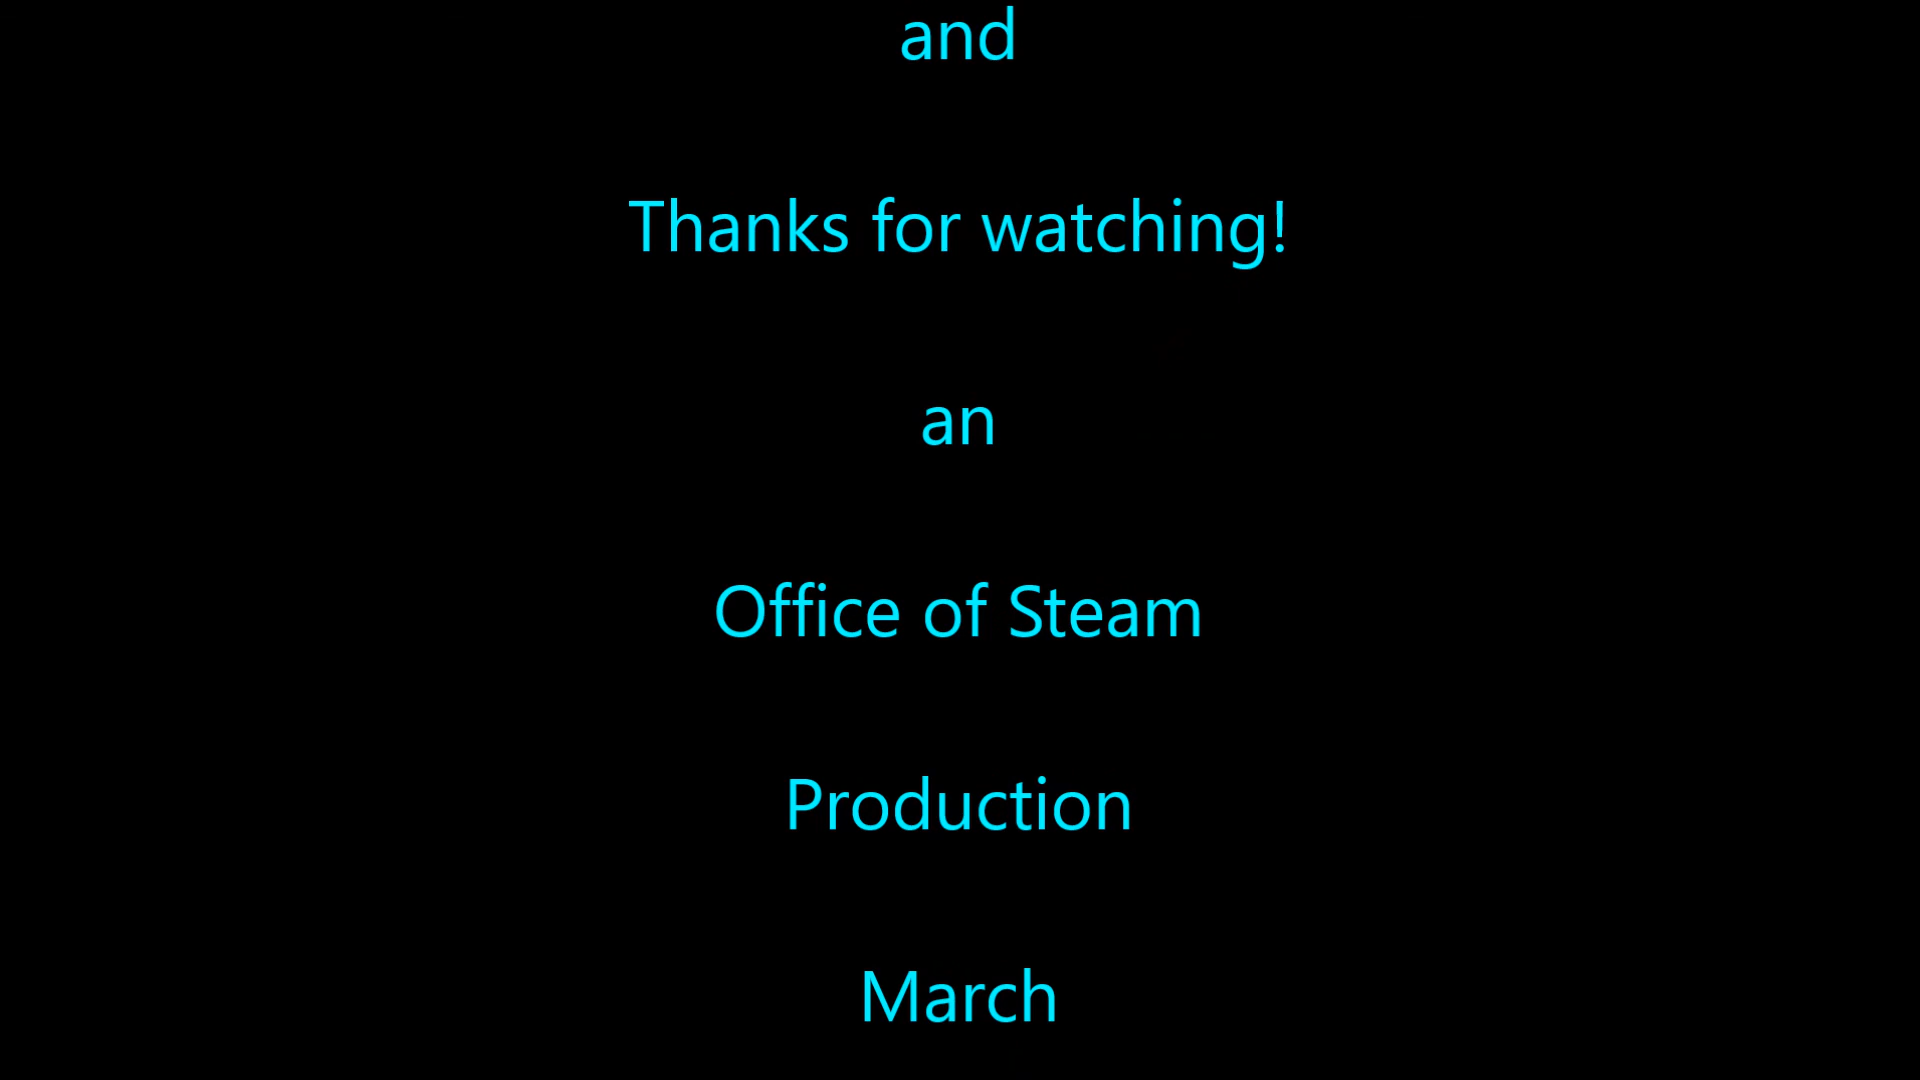 and
Thanks for watching!
an
Office of Steam
Production
March